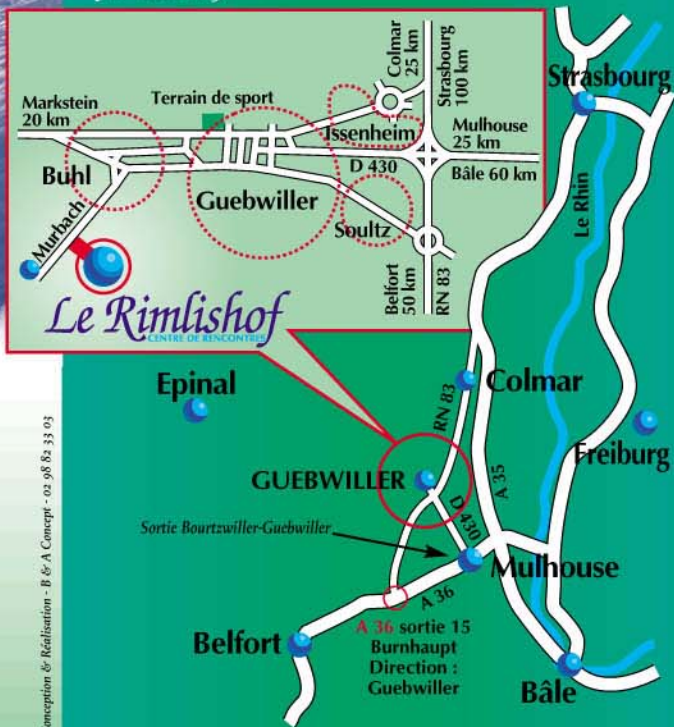 Colmar
25 km
Strasbourg
100 km
Markstein
20 km
Terrain de sport
Issenheim
Mulhouse
25 km
D 430
Bâle 60 km
Buhl
Guebwiller
Soultz
Murbach
Belfort
50 km
RN 83
Le Rimlishof
CENTRE DE RENCONTRES
Strasbourg
Le Rhin
Epinal
Colmar
RN 83
Freiburg
GUEBWILLER
A 35
D 430
Sortie Bourtzwiller-Guebwiller
Mulhouse
A 36
Belfort
A 36 sortie 15
Burnhaupt
Direction :
Guebwiller
Bâle
onception & Réalisation - B & A Concept - 02 98 82 33 03